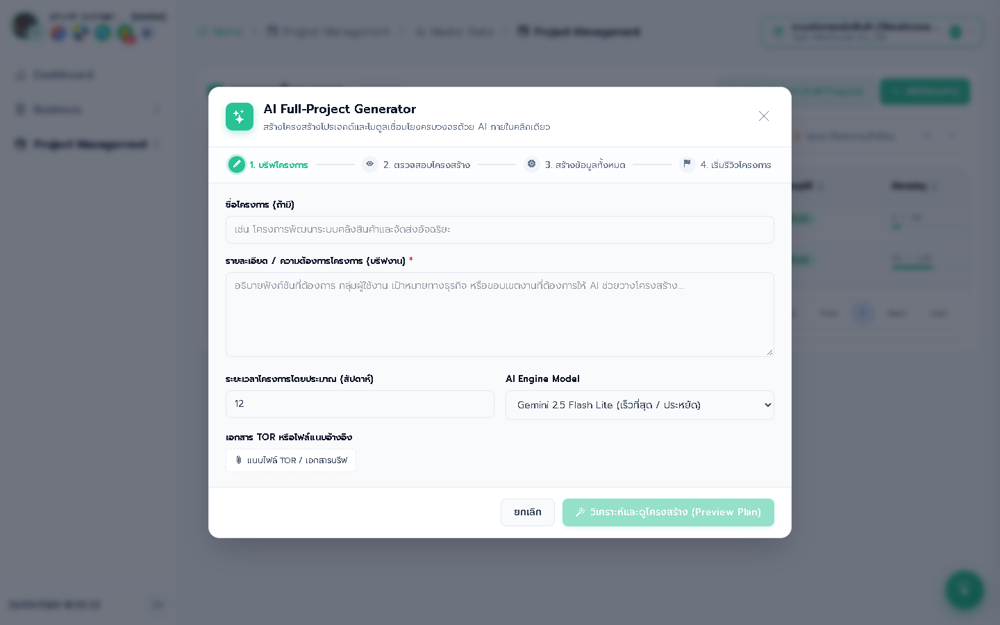 Home
Project Management
Master Data
Project Management
Dashboard
Business
Project Management
AI Full-Project Generator
สร้างโครงสร้างโปรเจกต์และโมดูลเชื่อมโยงครบวงจรด้วย AI ภายในคลิกเดียว
1. บรีฟโครงการ
2. ตรวจสอบโครงสร้าง
3. สร้างข้อมูลทั้งหมด
4. เริ่มรีวิวโครงการ
ชื่อโครงการ (ถ้ามี)
เช่น โครงการพัฒนาระบบคลังสินค้าและจัดส่งอัจฉริยะ
รายละเอียด / ความต้องการโครงการ (บรีฟงาน) *
อธิบายฟังก์ชันที่ต้องการ กลุ่มผู้ใช้งาน เป้าหมายทางธุรกิจ หรือขอบเขตงานที่ต้องการให้ AI ช่วยวางโครงสร้าง...
ระยะเวลาโครงการโดยประมาณ (สัปดาห์)
AI Engine Model
12
Gemini 2.5 Flash Lite (เร็วที่สุด / ประหยัด)
เอกสาร TOR หรือไฟล์แนบอ้างอิง
แนบไฟล์ TOR / เอกสารบรีฟ
ยกเลิก
วิเคราะห์และดูโครงสร้าง (Preview Plan)